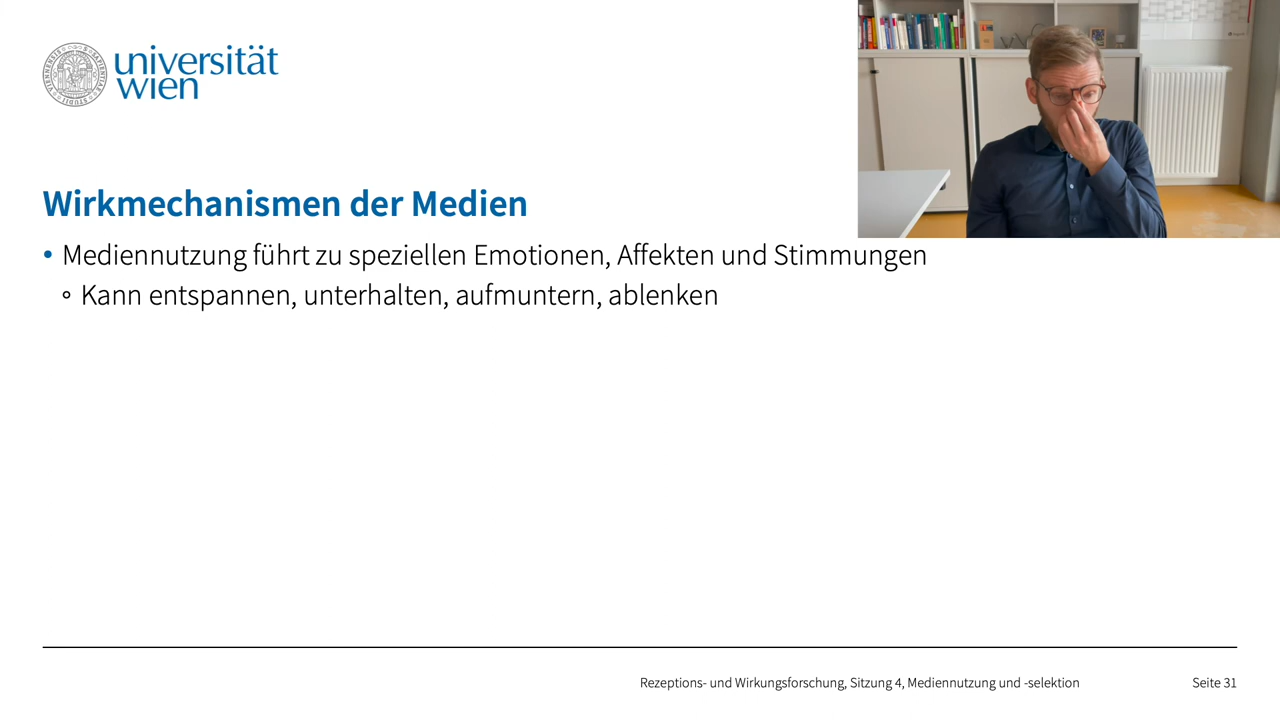 universität
wien
Wirkmechanismen der Medien
• Mediennutzung führt zu speziellen Emotionen, Affekten und Stimmungen
◦ Kann entspannen, unterhalten, aufmuntern, ablenken
Rezeptions- und Wirkungsforschung, Sitzung 4, Mediennutzung und -selektion
Seite 31